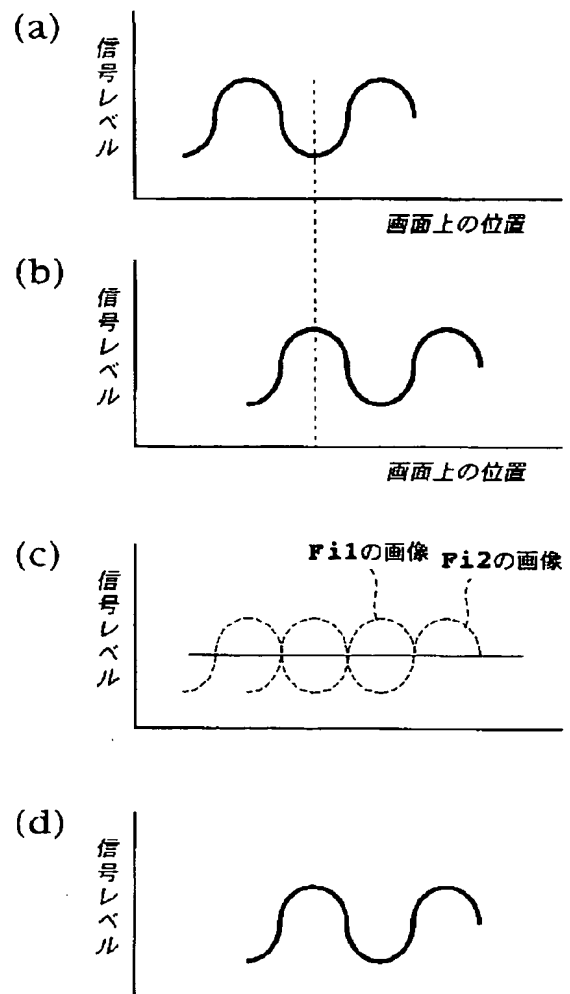 (a)
信号レベル
画面上の位置
(b)
信号レベル
画面上の位置
(c)
Fi1の画像
Fi2の画像
信号レベル
(d)
信号レベル